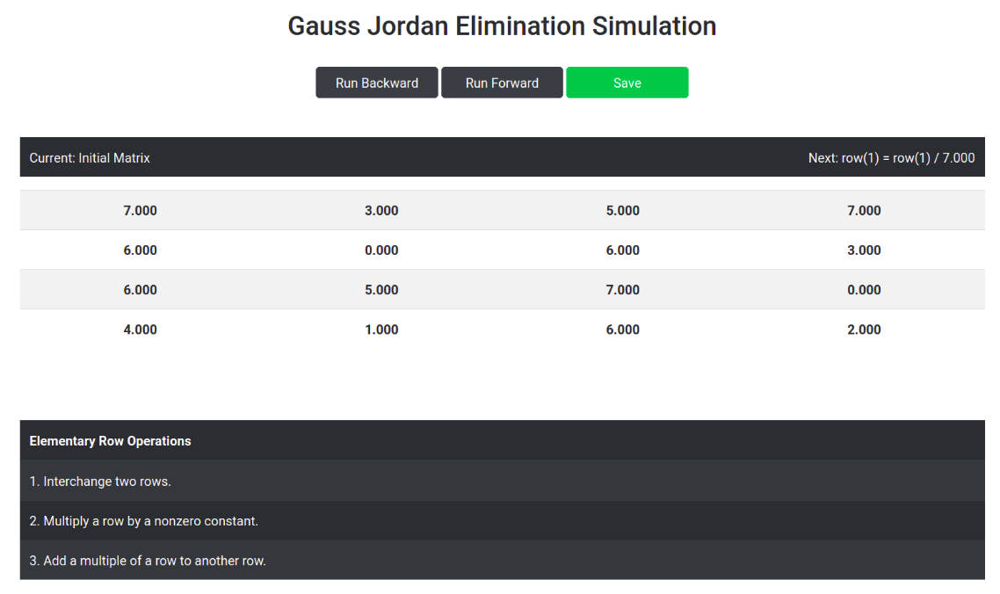 Gauss Jordan Elimination Simulation
Run Backward Run Forward Save
Current: Initial Matrix Next: row(1) = row(1) / 7.000
7.000 3.000 5.000 7.000
6.000 0.000 6.000 3.000
6.000 5.000 7.000 0.000
4.000 1.000 6.000 2.000
Elementary Row Operations
1. Interchange two rows.
2. Multiply a row by a nonzero constant.
3. Add a multiple of a row to another row.